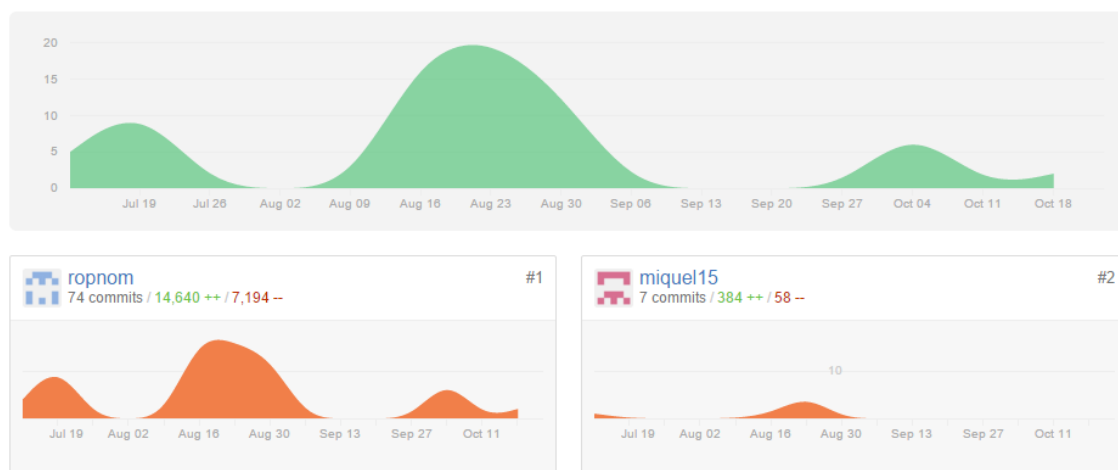 20
15
10
5
0
Jul 19 Jul 26 Aug 02 Aug 09 Aug 16 Aug 23 Aug 30 Sep 06 Sep 13 Sep 20 Sep 27 Oct 04 Oct 11 Oct 18
ropnom #1
74 commits / 14,640 ++ / 7,194 --
Jul 19 Aug 02 Aug 16 Aug 30 Sep 13 Sep 27 Oct 11
miquel15 #2
7 commits / 384 ++ / 58 --
10
Jul 19 Aug 02 Aug 16 Aug 30 Sep 13 Sep 27 Oct 11